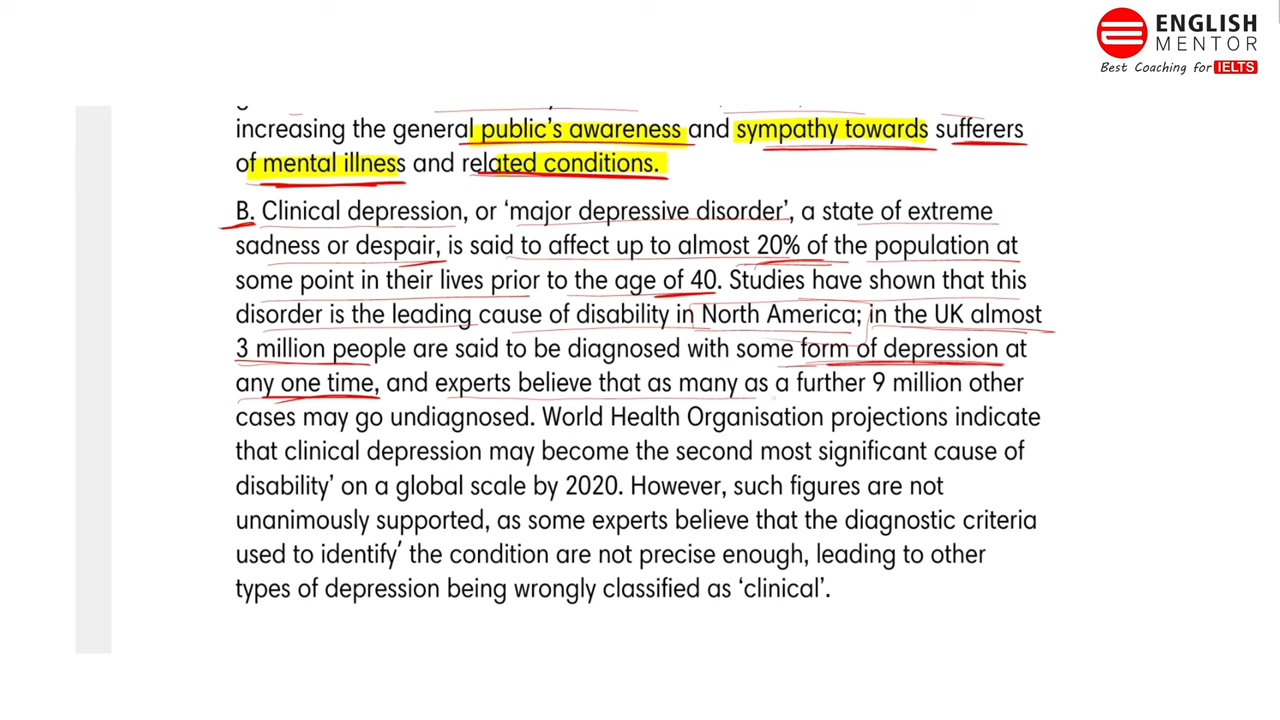 ENGLISH
MENTOR
Best Coaching for IELTS
increasing the general public's awareness and sympathy towards sufferers
of mental illness and related conditions.
B. Clinical depression, or 'major depressive disorder', a state of extreme
sadness or despair, is said to affect up to almost 20% of the population at
some point in their lives prior to the age of 40. Studies have shown that this
disorder is the leading cause of disability in North America; in the UK almost
3 million people are said to be diagnosed with some form of depression at
any one time, and experts believe that as many as a further 9 million other
cases may go undiagnosed. World Health Organisation projections indicate
that clinical depression may become the second most significant cause of
disability' on a global scale by 2020. However, such figures are not
unanimously supported, as some experts believe that the diagnostic criteria
used to identify' the condition are not precise enough, leading to other
types of depression being wrongly classified as 'clinical'.